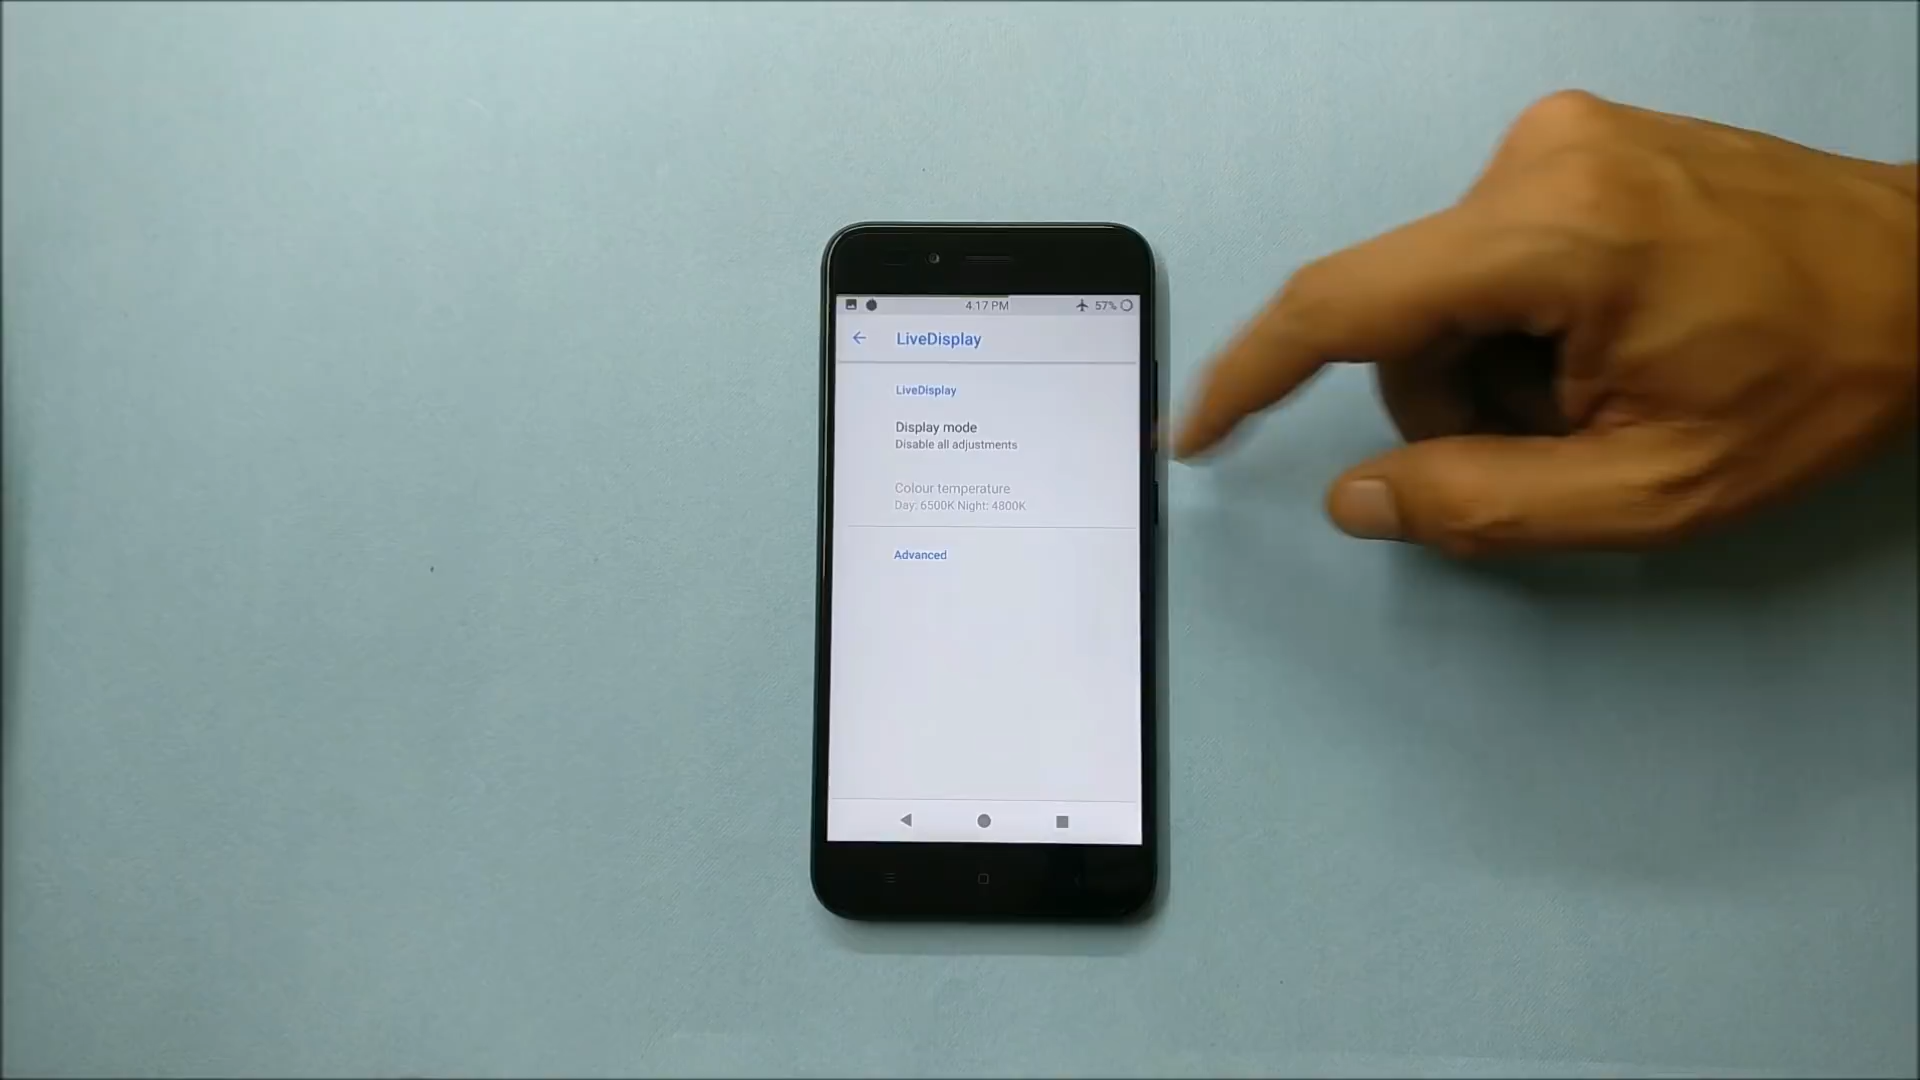 4:17 PM 57%
LiveDisplay
LiveDisplay
Display mode
Disable all adjustments
Colour temperature
Day: 6500K Night: 4800K
Advanced